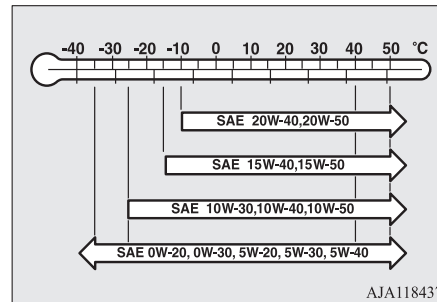 -40 -30 -20 -10 0 10 20 30 40 50 °C
SAE 20W-40,20W-50
SAE 15W-40,15W-50
SAE 10W-30,10W-40,10W-50
SAE 0W-20, 0W-30, 5W-20, 5W-30, 5W-40
AJA118437